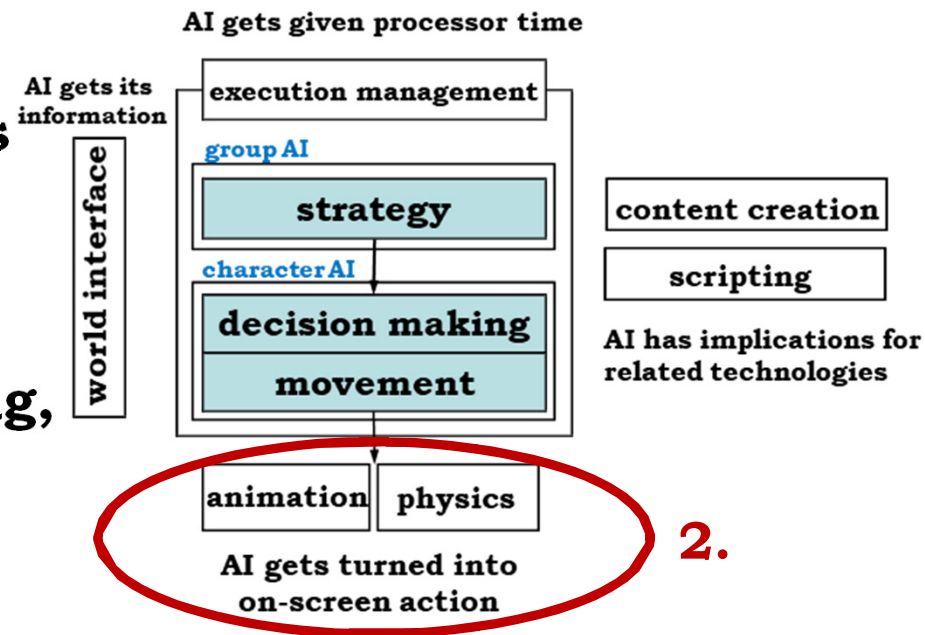 AI gets given processor time
AI gets its
information
execution management
s
group AI
world interface
strategy
content creation
character AI
scripting
decision making
movement
AI has implications for
related technologies
g,
animation
physics
2.
AI gets turned into
on-screen action